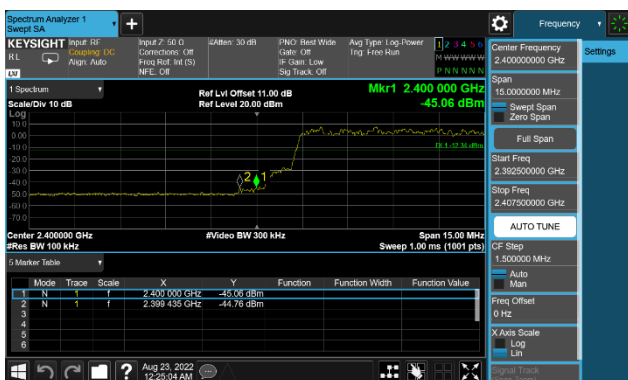 Spectrum Analyzer 1
Swept SA
Frequency
KEYSIGHT
Input: RF
Input Z: 50 Ω
#Atten: 30 dB
PNO: Best Wide
Avg Type: Log-Power
1 2 3 4 5 6
RL
Coupling: DC
Corrections: Off
Gate: Off
Trig: Free Run
M W W W W W
Align: Auto
Freq Ref: Int (S)
IF Gain: Low
NFE: Off
Sig Track: Off
P N N N N N
LXI
1 Spectrum
Ref Lvl Offset 11.00 dB
Mkr1 2.400 000 GHz
Scale/Div 10 dB
Ref Level 20.00 dBm
-45.06 dBm
Log
10.0
0.00
-10.0
DL1 -12.34 dBm
-20.0
-30.0
-40.0
2
1
-50.0
-60.0
-70.0
Center 2.400000 GHz
#Video BW 300 kHz
Span 15.00 MHz
#Res BW 100 kHz
Sweep 1.00 ms (1001 pts)
5 Marker Table
Mode Trace Scale X Y Function Function Width Function Value
1 N 1 f 2.400 000 GHz -45.06 dBm
2 N 1 f 2.399 435 GHz -44.76 dBm
3
4
5
6
Aug 23, 2022
12:25:04 AM
Center Frequency
2.400000000 GHz
Span
15.0000000 MHz
Swept Span
Zero Span
Full Span
Start Freq
2.392500000 GHz
Stop Freq
2.407500000 GHz
AUTO TUNE
CF Step
1.500000 MHz
Auto
Man
Freq Offset
0 Hz
X Axis Scale
Log
Lin
Signal Track
Settings